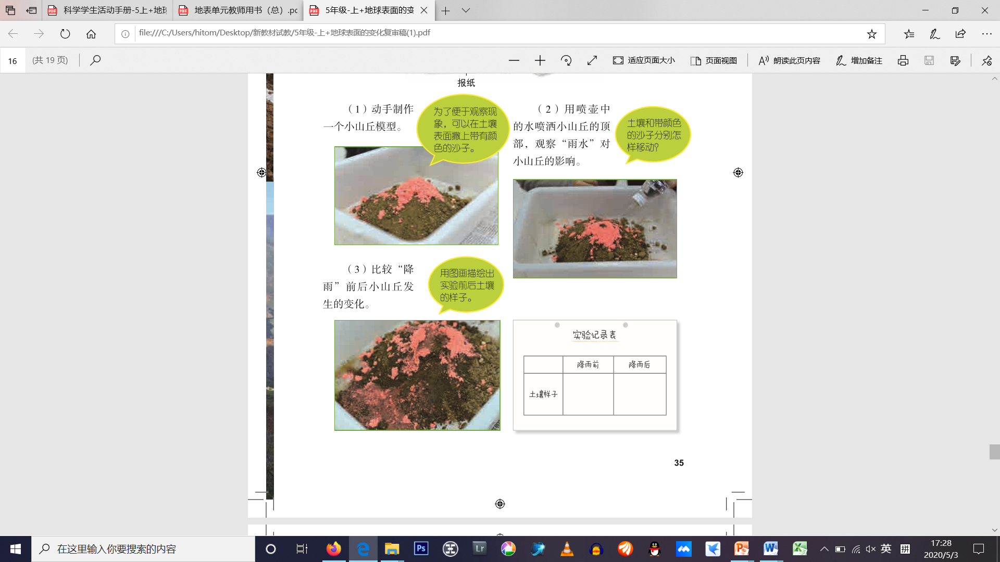 科学学生活动手册-5上+地球
地表单元教师用书（总）.pd
5年级-上+地球表面的变
file:///C:/Users/hitom/Desktop/新教材试教/5年级-上+地球表面的变化复审稿(1).pdf
16
(共 19 页)
适应页面大小
页面视图
朗读此页内容
增加备注
报纸
（1）动手制作
一个小山丘模型。
为了便于观察现
象，可以在土壤
表面撒上带有颜
色的沙子。
（2）用喷壶中
的水喷洒小山丘的顶
部，观察“雨水”对
小山丘的影响。
土壤和带颜色
的沙子分别怎
样移动？
（3）比较“降
雨”前后小山丘发
生的变化。
用图画描绘出
实验前后土壤
的样子。
实验记录表
降雨前
降雨后
土壤样子
35
在这里输入你要搜索的内容
Ps
Lr
英
拼
17:28
2020/5/3